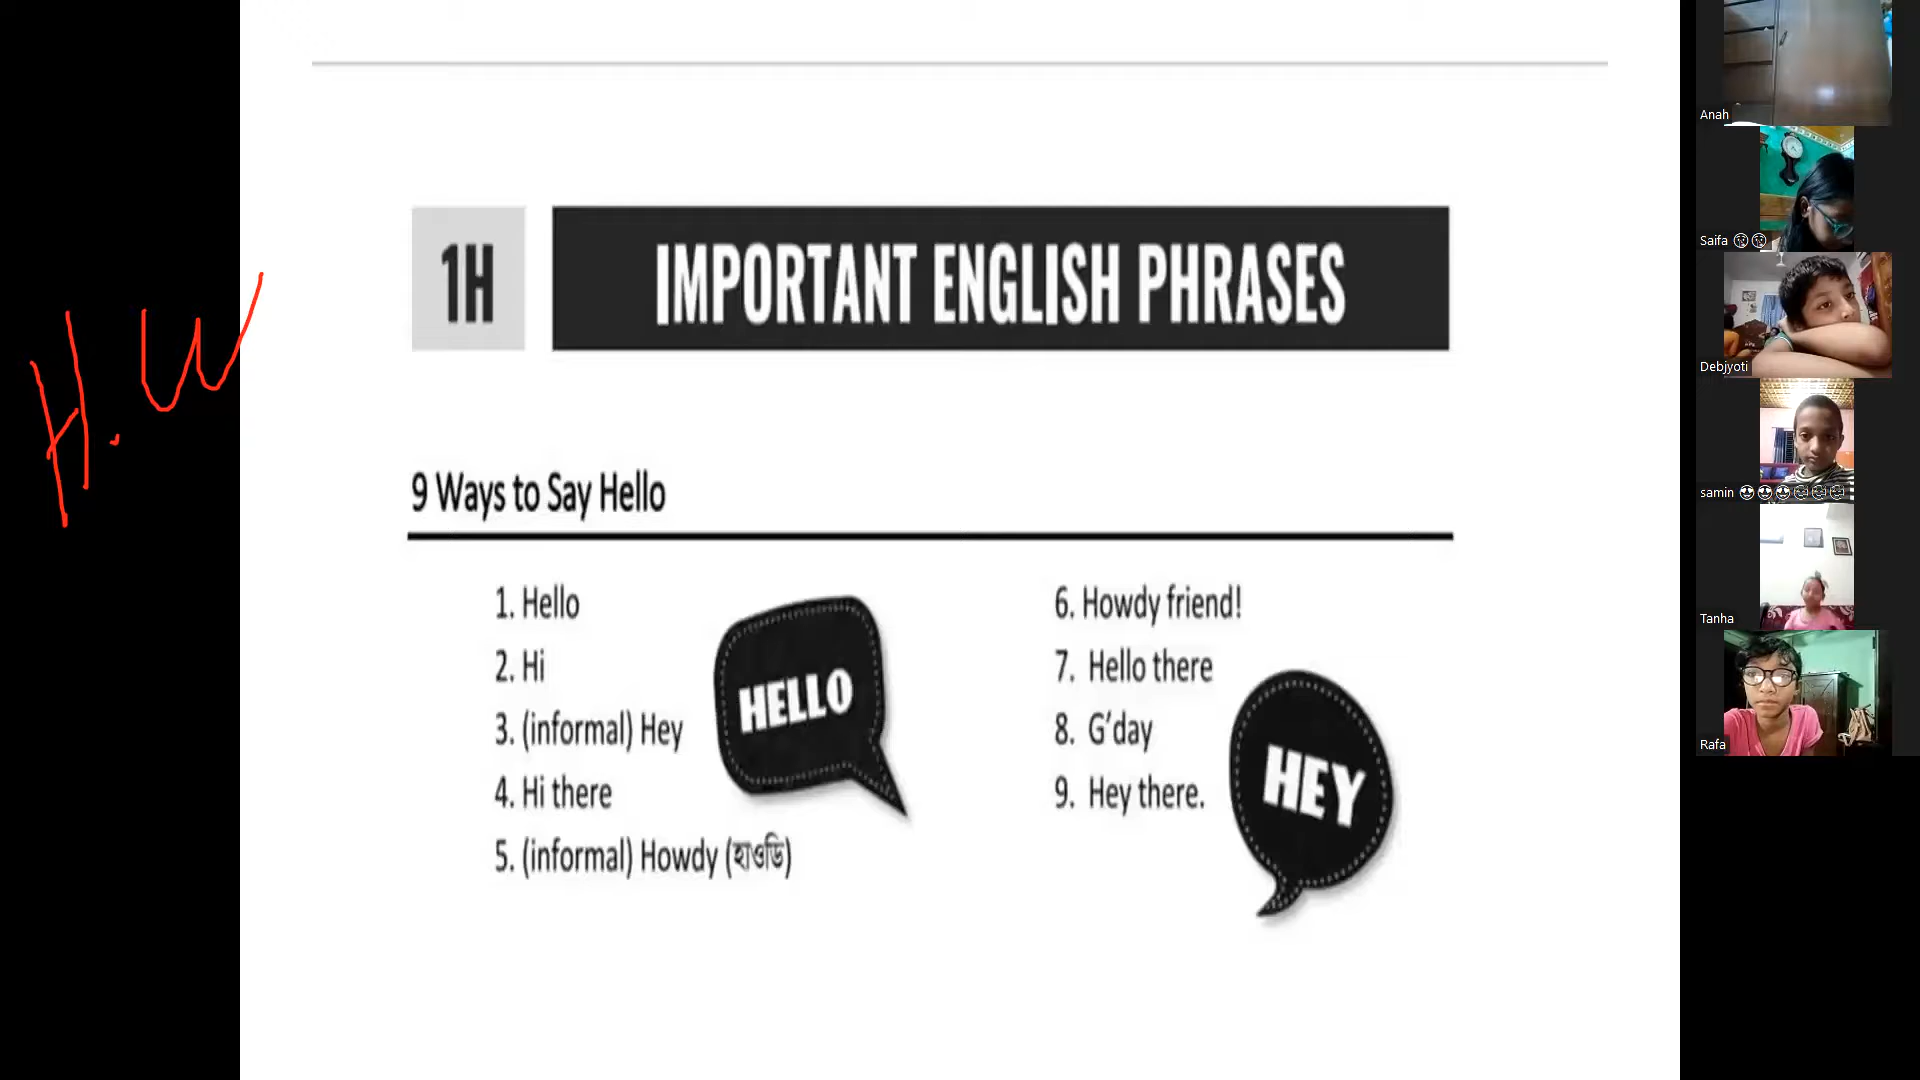 1H
IMPORTANT ENGLISH PHRASES
H.W
9 Ways to Say Hello
1. Hello
2. Hi
3. (informal) Hey
4. Hi there
5. (informal) Howdy (হাওডি)
HELLO
6. Howdy friend!
7. Hello there
8. G'day
9. Hey there.
HEY
Anah
Saifa
Debjyoti
samin
Tanha
Rafa